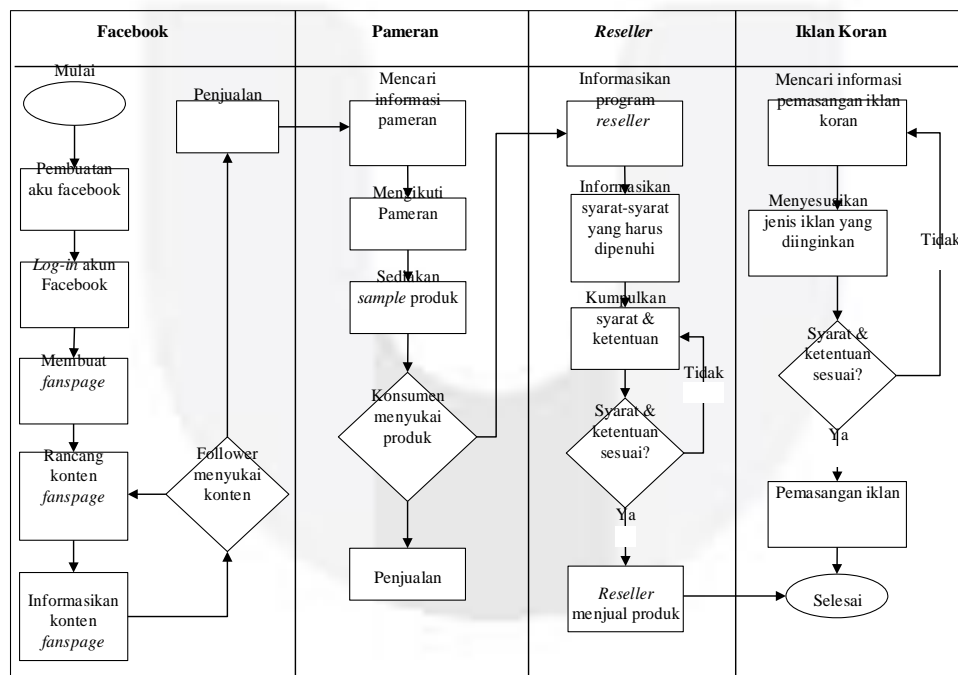 Facebook
Pameran
Reseller
Iklan Koran
Mulai
Pembuatan
aku facebook
Log-in akun
Facebook
Membuat
fanspage
Rancang
konten
fanspage
Informasikan
konten
fanspage
Follower
menyukai
konten
Penjualan
Mencari
informasi
pameran
Mengikuti
Pameran
Sediakan
sample produk
Konsumen
menyukai
produk
Penjualan
Informasikan
program
reseller
Informasikan
syarat-syarat
yang harus
dipenuhi
Kumpulkan
syarat &
ketentuan
Tidak
Syarat &
ketentuan
sesuai?
Ya
Reseller
menjual produk
Mencari informasi
pemasangan iklan
koran
Menyesuaikan
jenis iklan yang
diinginkan
Tidak
Syarat &
ketentuan
sesuai?
Ya
Pemasangan iklan
Selesai